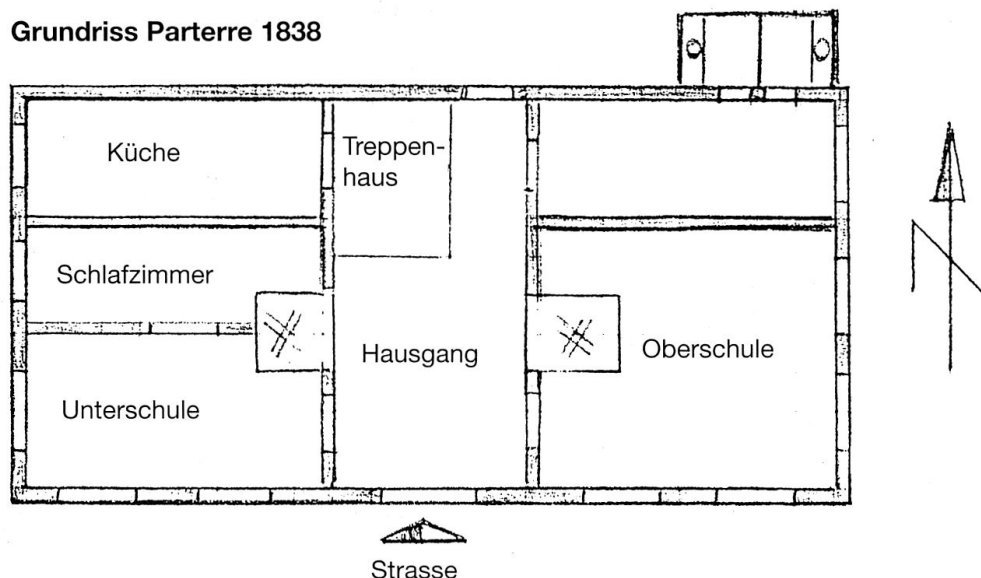 Grundriss Parterre 1838
Küche
Treppen-
haus
Schlafzimmer
Hausgang
Oberschule
Unterschule
Strasse
N